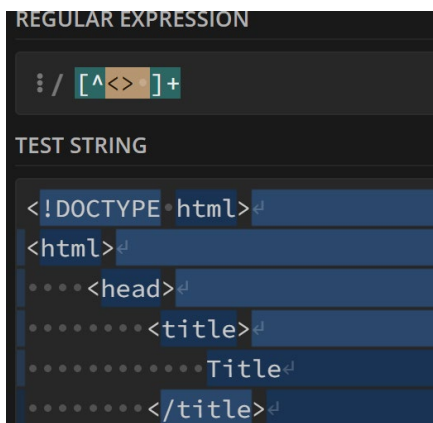 REGULAR EXPRESSION
/ [^<> ]+
TEST STRING
<!DOCTYPE html>
<html>
    <head>
        <title>
            Title
        </title>